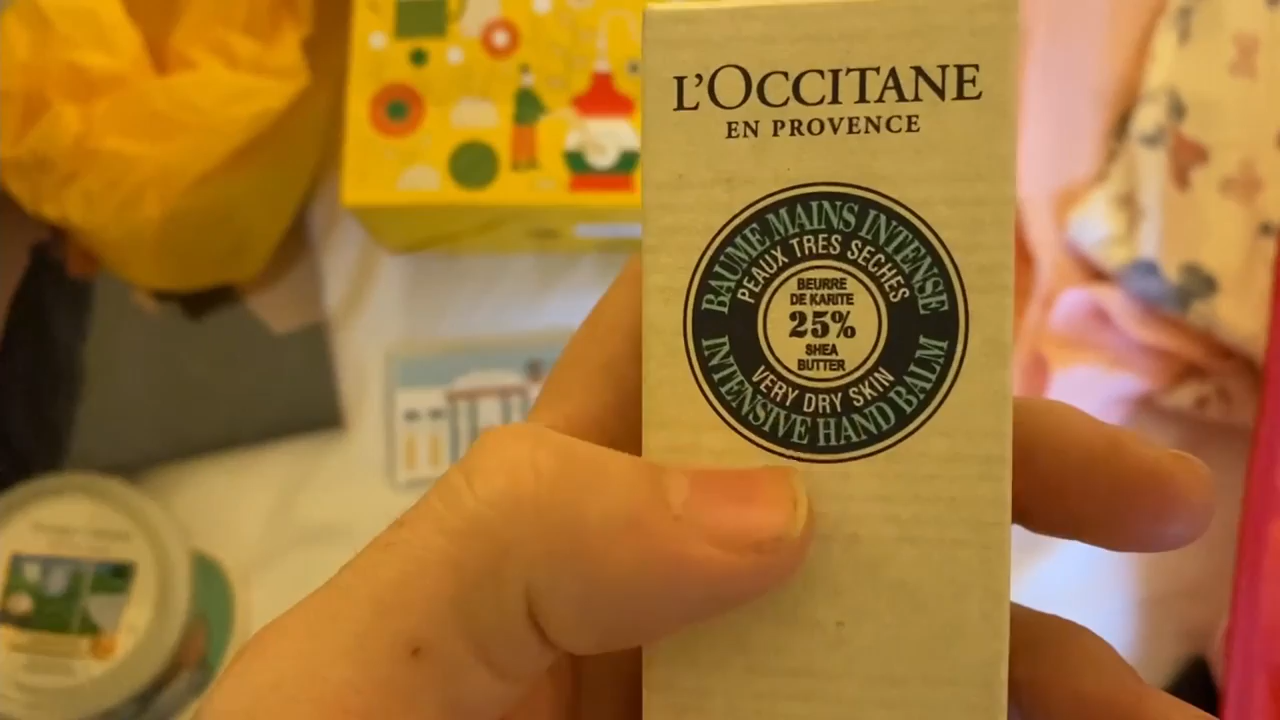 L'OCCITANE
EN PROVENCE
BAUME MAINS INTENSE
PEAUX TRES SECHES
BEURRE
DE KARITE
25%
SHEA
BUTTER
VERY DRY SKIN
INTENSIVE HAND BALM